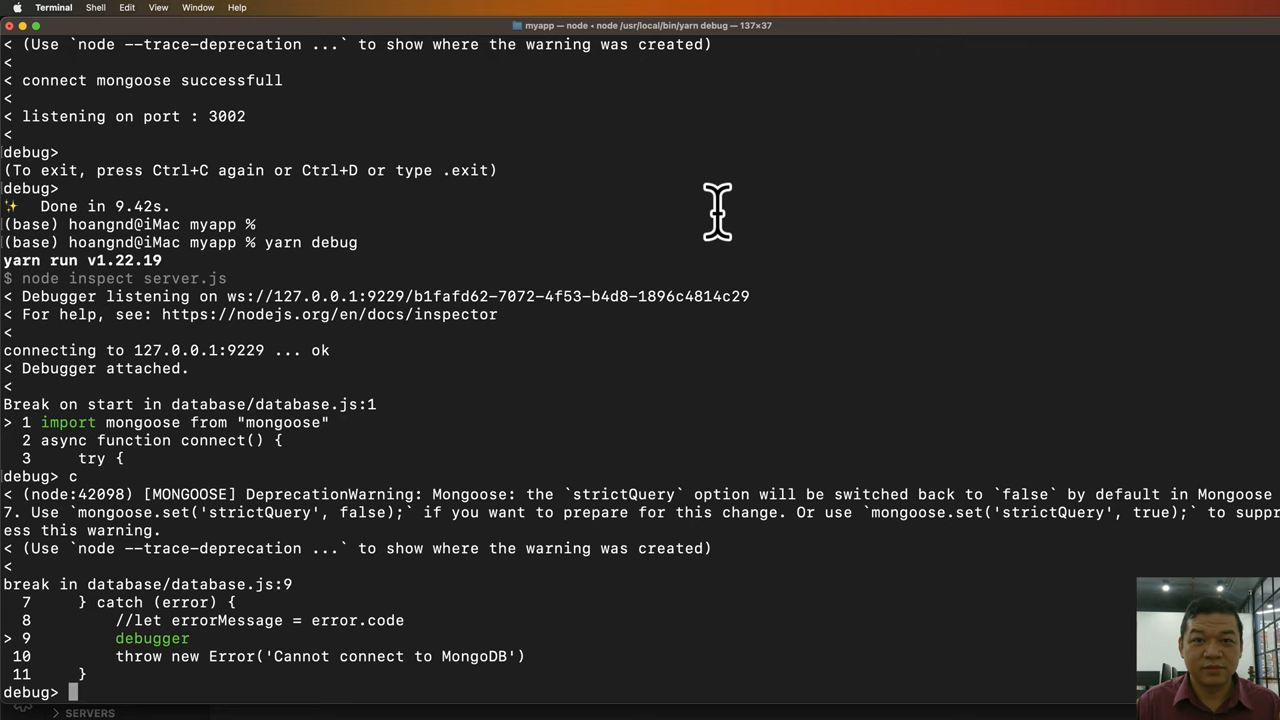 Terminal Shell Edit View Window Help
myapp — node • node /usr/local/bin/yarn debug — 137×37
< (Use `node --trace-deprecation ...` to show where the warning was created)
<
< connect mongoose successfull
<
< listening on port : 3002
<
debug>
(To exit, press Ctrl+C again or Ctrl+D or type .exit)
debug>
✨  Done in 9.42s.
(base) hoangnd@iMac myapp %
(base) hoangnd@iMac myapp % yarn debug
yarn run v1.22.19
$ node inspect server.js
< Debugger listening on ws://127.0.0.1:9229/b1fafd62-7072-4f53-b4d8-1896c4814c29
< For help, see: https://nodejs.org/en/docs/inspector
<
connecting to 127.0.0.1:9229 ... ok
< Debugger attached.
<
Break on start in database/database.js:1
> 1 import mongoose from "mongoose"
  2 async function connect() {
  3     try {
debug> c
< (node:42098) [MONGOOSE] DeprecationWarning: Mongoose: the `strictQuery` option will be switched back to `false` by default in Mongoose
7. Use `mongoose.set('strictQuery', false);` if you want to prepare for this change. Or use `mongoose.set('strictQuery', true);` to suppr
ess this warning.
< (Use `node --trace-deprecation ...` to show where the warning was created)
<
break in database/database.js:9
  7     } catch (error) {
  8         //let errorMessage = error.code
> 9         debugger
 10         throw new Error('Cannot connect to MongoDB')
 11     }
debug>
> SERVERS